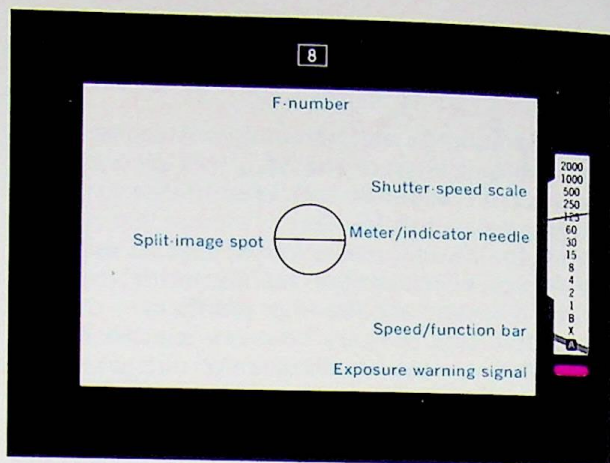 8
F-number
2000
1000
Shutter-speed scale
500
250
125
Split-image spot
Meter/indicator needle
60
30
15
8
4
2
1
B
Speed/function bar
X
A
Exposure warning signal